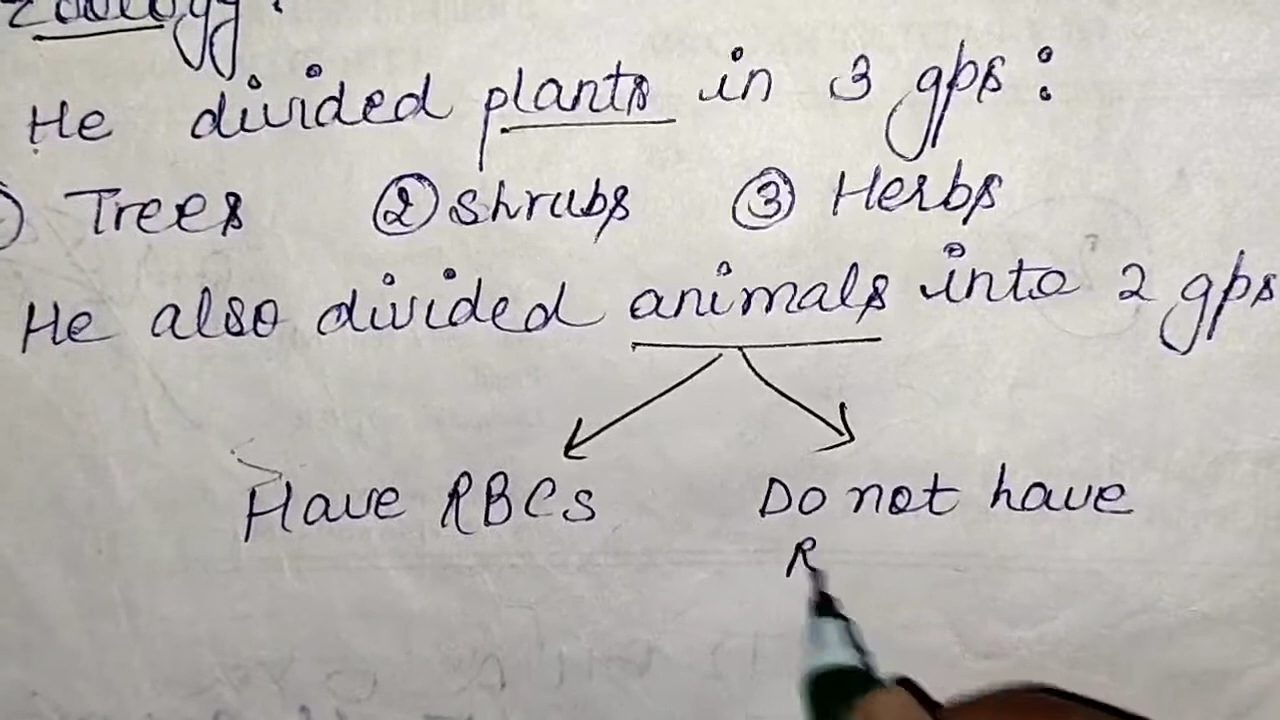 Zoology:
He divided plants in 3 gps:
Trees ② Shrubs ③ Herbs
He also divided animals into 2 gps
Have RBCs Do not have
R